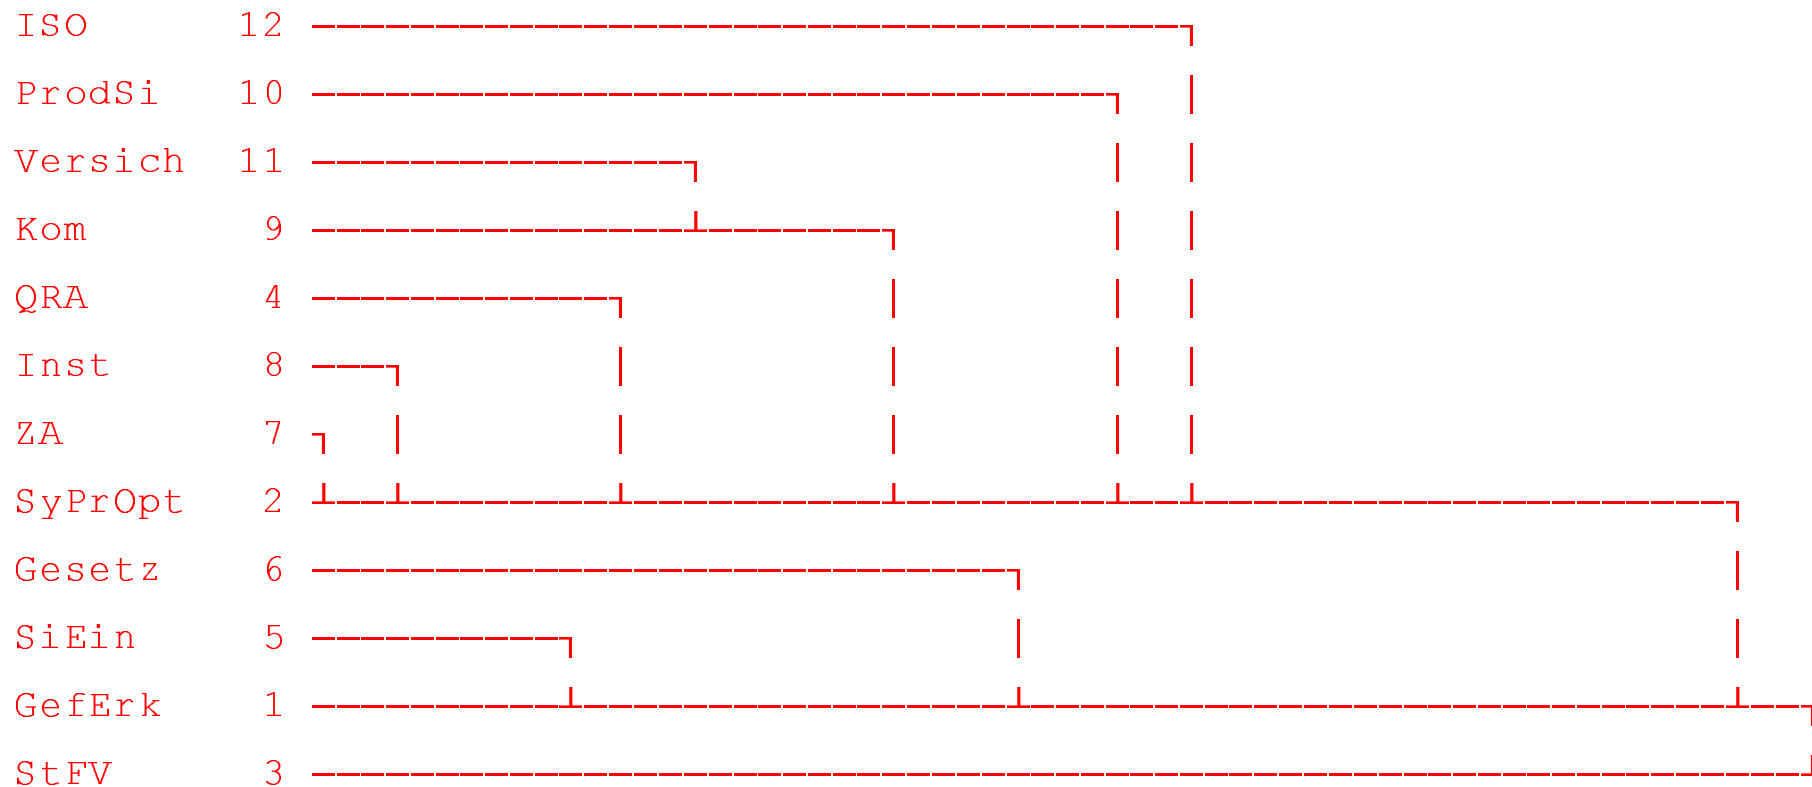 ISO 12
ProdSi 10
Versich 11
Kom 9
QRA 4
Inst 8
ZA 7
SyPrOpt 2
Gesetz 6
SiEin 5
GefErk 1
StFV 3